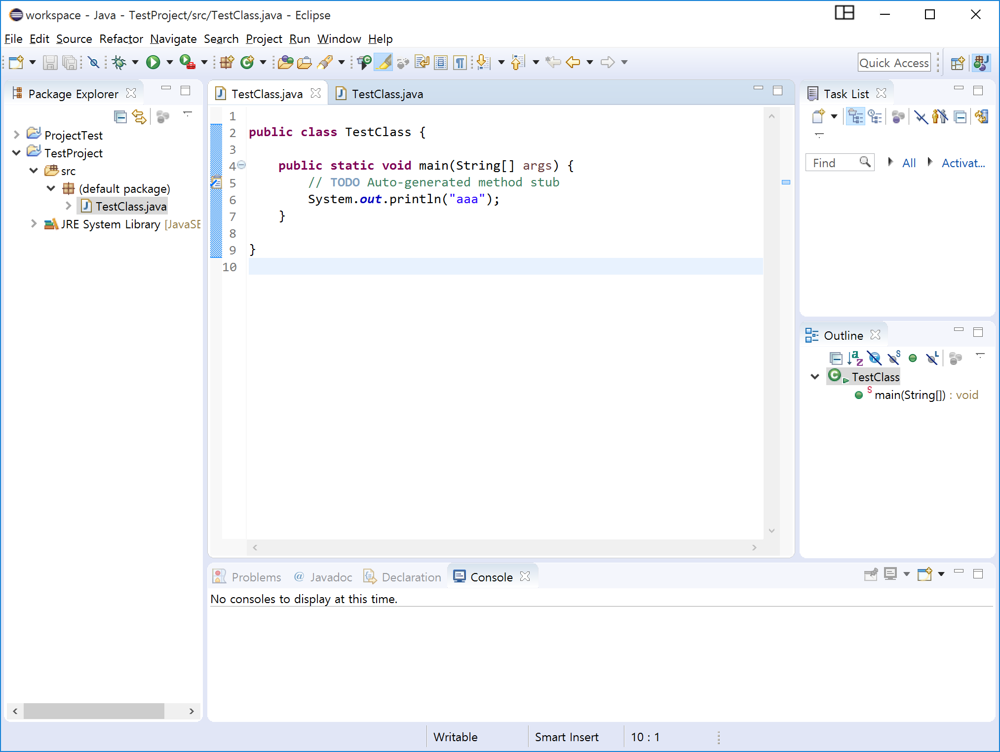 workspace - Java - TestProject/src/TestClass.java - Eclipse
File Edit Source Refactor Navigate Search Project Run Window Help
Quick Access
Package Explorer
ProjectTest
TestProject
src
(default package)
TestClass.java
JRE System Library [JavaSE
TestClass.java TestClass.java
1
2 public class TestClass {
3
4 public static void main(String[] args) {
5 // TODO Auto-generated method stub
6 System.out.println("aaa");
7 }
8
9 }
10
Task List
Find All Activat...
Outline
TestClass
main(String[]) : void
Problems @ Javadoc Declaration Console
No consoles to display at this time.
Writable Smart Insert 10 : 1